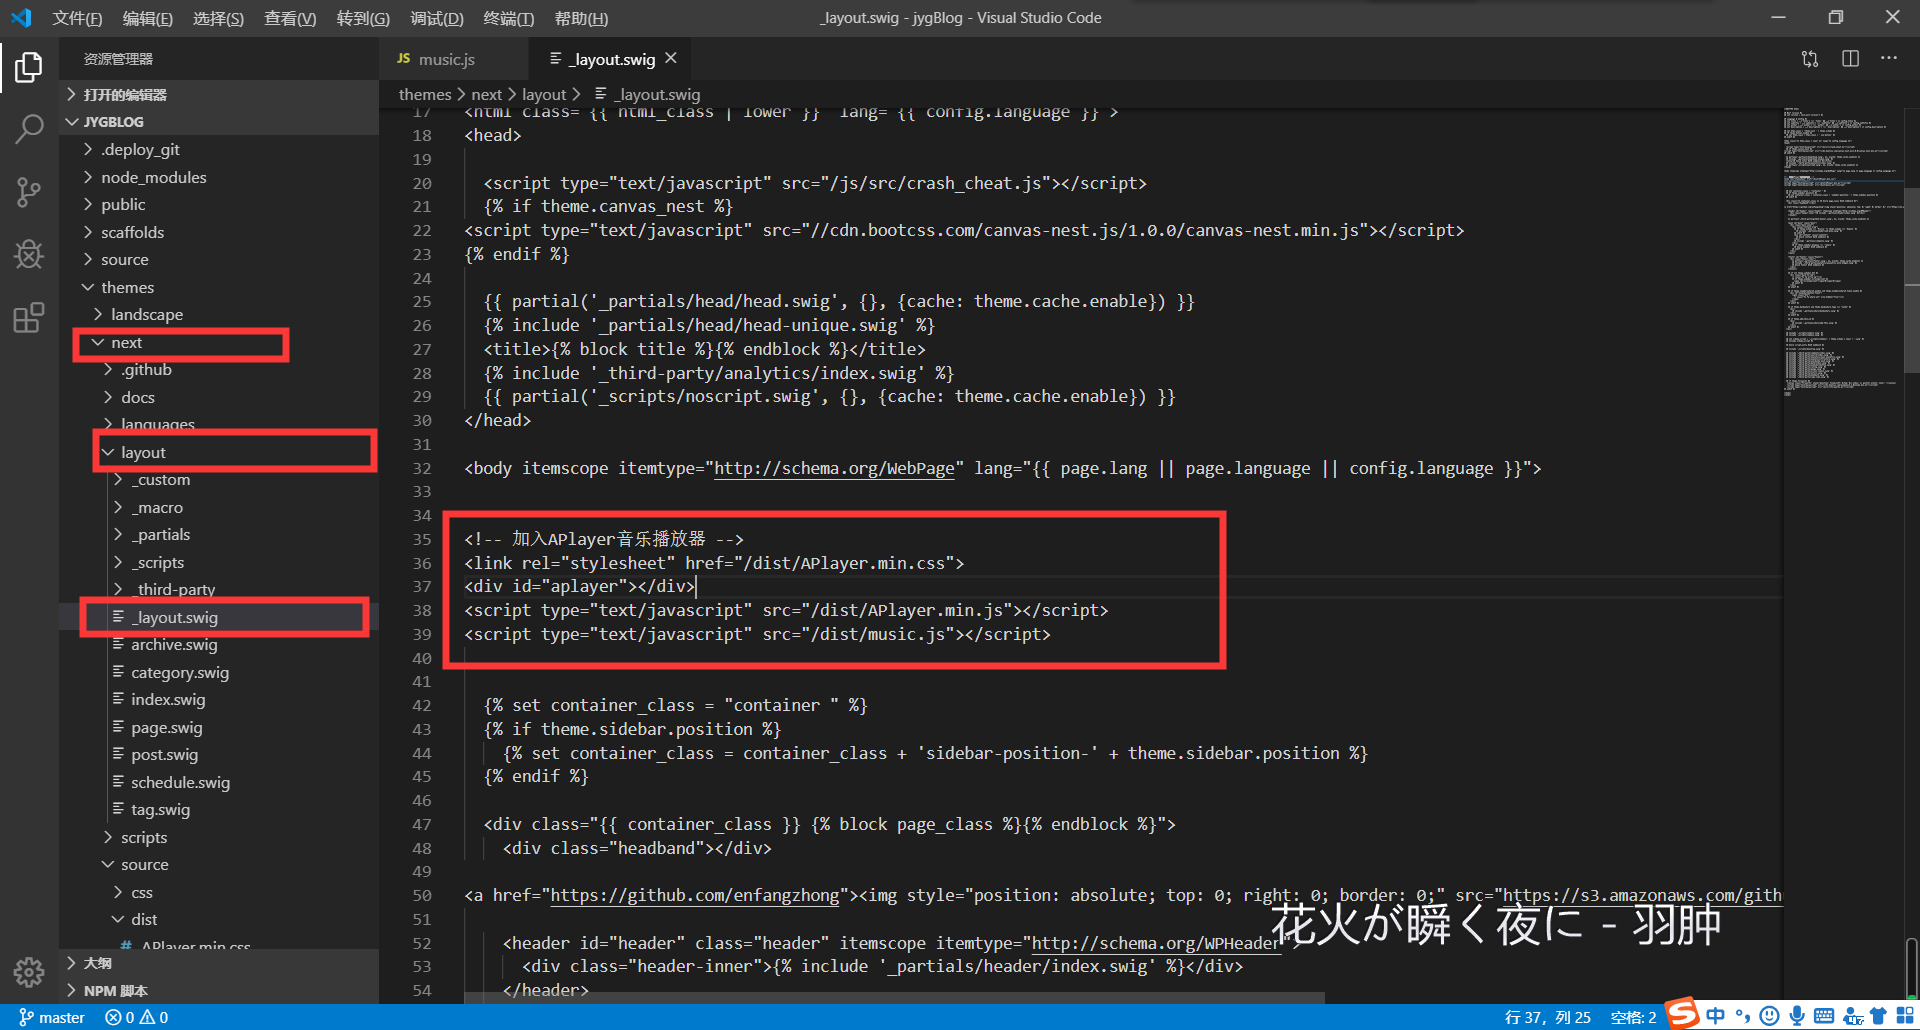 文件(F) 编辑(E) 选择(S) 查看(V) 转到(G) 调试(D) 终端(T) 帮助(H)
_layout.swig - jygBlog - Visual Studio Code
资源管理器
打开的编辑器
JYGBLOG
.deploy_git
node_modules
public
scaffolds
source
themes
landscape
next
.github
docs
languages
layout
_custom
_macro
_partials
_scripts
_third-party
_layout.swig
archive.swig
category.swig
index.swig
page.swig
post.swig
schedule.swig
tag.swig
scripts
source
css
dist
# APlayer.min.css
大纲
NPM 脚本
JS music.js
_layout.swig
themes > next > layout > _layout.swig
17 <html class="{{ html_class | lower }}" lang="{{ config.language }}">
18 <head>
19
20 <script type="text/javascript" src="/js/src/crash_cheat.js"></script>
21 {% if theme.canvas_nest %}
22 <script type="text/javascript" src="//cdn.bootcss.com/canvas-nest.js/1.0.0/canvas-nest.min.js"></script>
23 {% endif %}
24
25 {{ partial('_partials/head/head.swig', {}, {cache: theme.cache.enable}) }}
26 {% include '_partials/head/head-unique.swig' %}
27 <title>{% block title %}{% endblock %}</title>
28 {% include '_third-party/analytics/index.swig' %}
29 {{ partial('_scripts/noscript.swig', {}, {cache: theme.cache.enable}) }}
30 </head>
31
32 <body itemscope itemtype="http://schema.org/WebPage" lang="{{ page.lang || page.language || config.language }}">
33
34
35 <!-- 加入APlayer音乐播放器 -->
36 <link rel="stylesheet" href="/dist/APlayer.min.css">
37 <div id="aplayer"></div>
38 <script type="text/javascript" src="/dist/APlayer.min.js"></script>
39 <script type="text/javascript" src="/dist/music.js"></script>
40
41
42 {% set container_class = "container " %}
43 {% if theme.sidebar.position %}
44 {% set container_class = container_class + 'sidebar-position-' + theme.sidebar.position %}
45 {% endif %}
46
47 <div class="{{ container_class }} {% block page_class %}{% endblock %}">
48 <div class="headband"></div>
49
50 <a href="https://github.com/enfangzhong"><img style="position: absolute; top: 0; right: 0; border: 0;" src="https://s3.amazonaws.com/gith
51
52 <header id="header" class="header" itemscope itemtype="http://schema.org/WPHeader">
53 <div class="header-inner">{% include '_partials/header/index.swig' %}</div>
54 </header>
花火が瞬く夜に - 羽肿
master 0 0
行 37，列 25 空格: 2
S 中